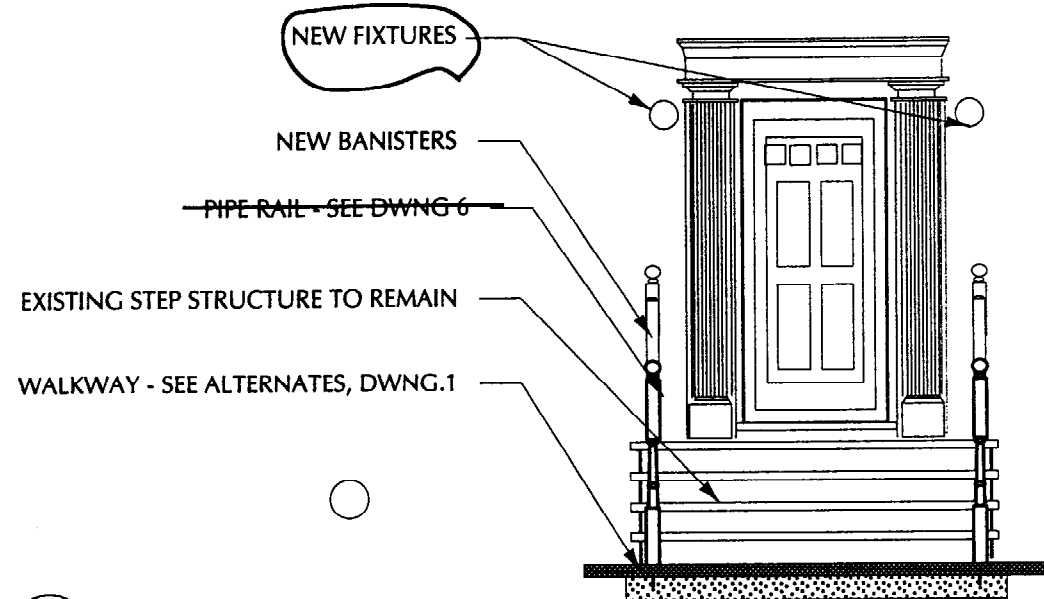 NEW FIXTURES
NEW BANISTERS
PIPE RAIL - SEE DWNG 6
EXISTING STEP STRUCTURE TO REMAIN
WALKWAY - SEE ALTERNATES, DWNG.1